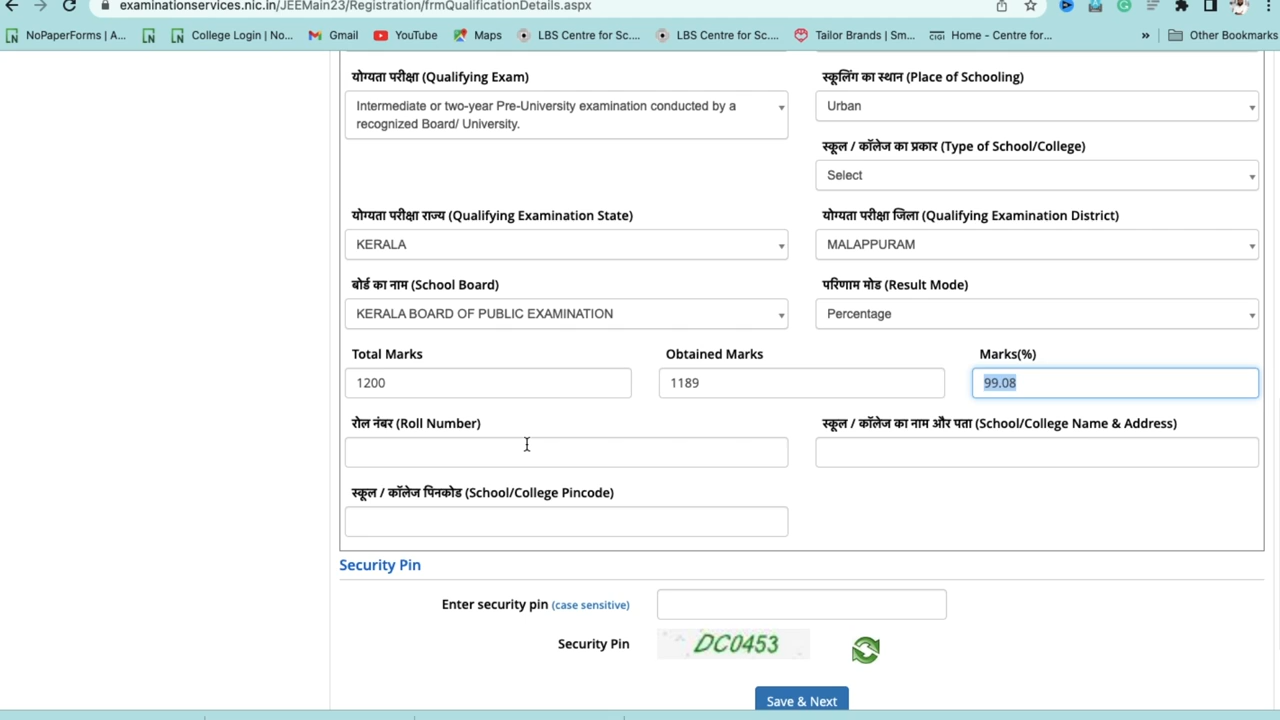 examinationservices.nic.in/JEEMain23/Registration/frmQualificationDetails.aspx
NoPaperForms | A... College Login | No... Gmail YouTube Maps LBS Centre for Sc.... LBS Centre for Sc.... Tailor Brands | Sm... CIGI Home - Centre for... » Other Bookmarks
योग्यता परीक्षा (Qualifying Exam) स्कूलिंग का स्थान (Place of Schooling)
Intermediate or two-year Pre-University examination conducted by a Urban
recognized Board/ University.
स्कूल / कॉलेज का प्रकार (Type of School/College)
Select
योग्यता परीक्षा राज्य (Qualifying Examination State) योग्यता परीक्षा जिला (Qualifying Examination District)
KERALA MALAPPURAM
बोर्ड का नाम (School Board) परिणाम मोड (Result Mode)
KERALA BOARD OF PUBLIC EXAMINATION Percentage
Total Marks Obtained Marks Marks(%)
1200 1189 99.08
रोल नंबर (Roll Number) स्कूल / कॉलेज का नाम और पता (School/College Name & Address)
स्कूल / कॉलेज पिनकोड (School/College Pincode)
Security Pin
Enter security pin (case sensitive)
Security Pin DC0453
Save & Next